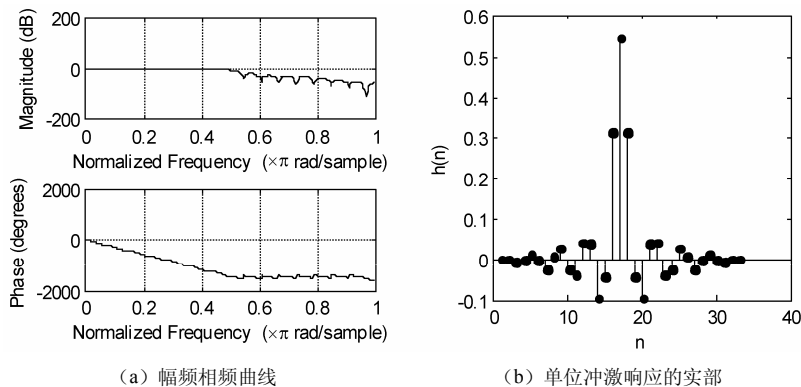 200
0
-200
Magnitude (dB)
0 0.2 0.4 0.6 0.8 1
Normalized Frequency (×π rad/sample)
2000
0
-2000
Phase (degrees)
0 0.2 0.4 0.6 0.8 1
Normalized Frequency (×π rad/sample)
（a）幅频相频曲线
0.6
0.5
0.4
0.3
0.2
0.1
0
-0.1
h(n)
0 10 20 30 40
n
（b）单位冲激响应的实部